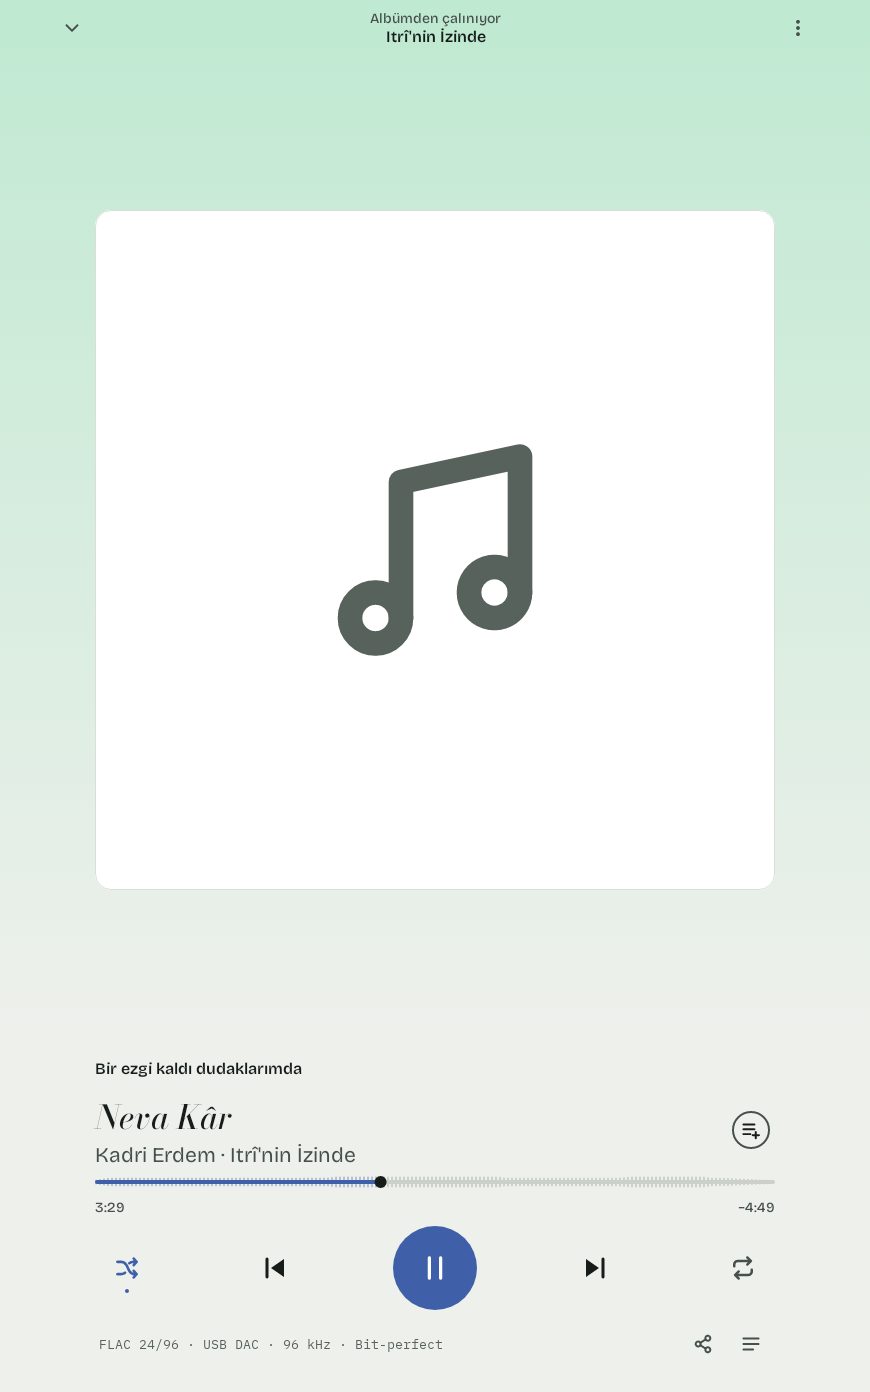 Albümden çalınıyor
Itrî'nin İzinde
Bir ezgi kaldı dudaklarımda
Neva Kâr
Kadri Erdem · Itrî'nin İzinde
3:29
−4:49
FLAC 24/96 · USB DAC · 96 kHz · Bit-perfect